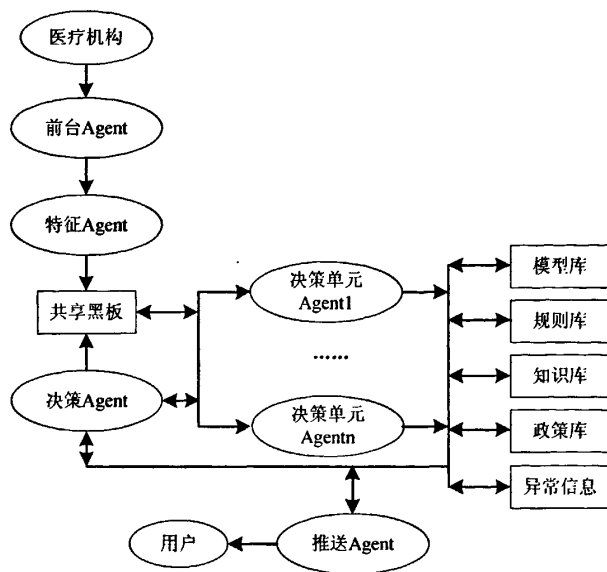 医疗机构
前台Agent
特征Agent
共享黑板
决策Agent
决策单元
Agent1
……
决策单元
Agentn
模型库
规则库
知识库
政策库
异常信息
用户
推送Agent